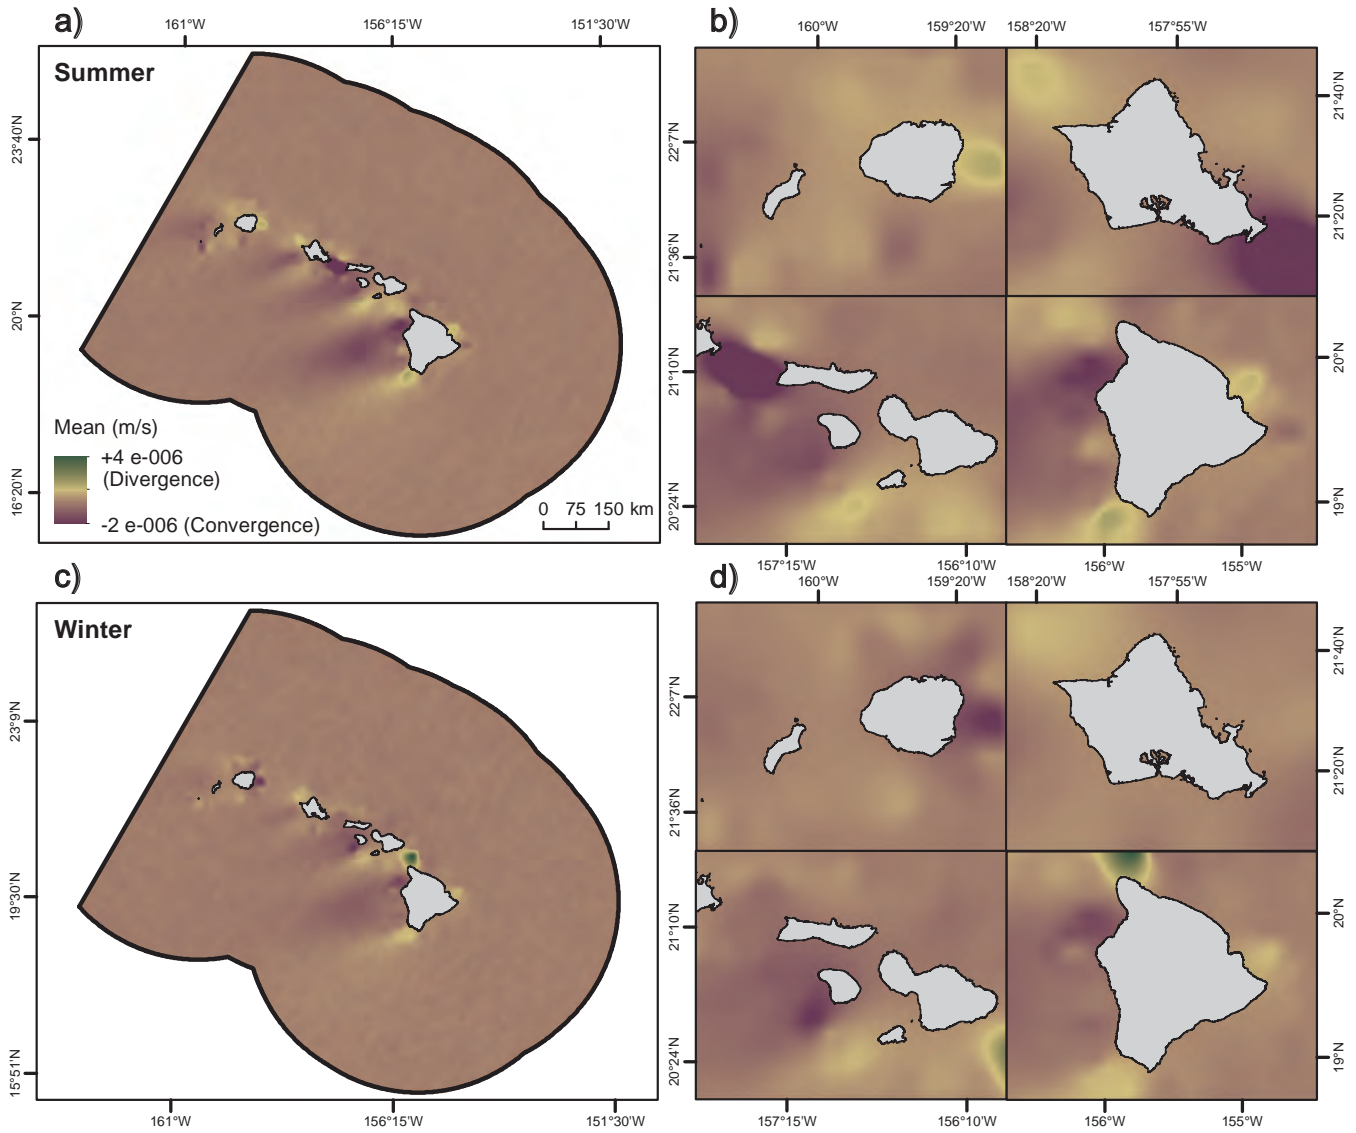 a)
161°W
156°15'W
151°30'W
Summer
23°40'N
20°N
16°20'N
Mean (m/s)
+4 e-006
(Divergence)
-2 e-006 (Convergence)
0 75 150 km
b)
160°W
159°20'W
158°20'W
157°55'W
22°7'N
21°36'N
21°40'N
21°20'N
21°10'N
20°24'N
20°N
19°N
157°15'W
156°10'W
156°W
155°W
c)
Winter
23°9'N
19°30'N
15°51'N
161°W
156°15'W
151°30'W
d)
160°W
159°20'W
158°20'W
157°55'W
22°7'N
21°36'N
21°40'N
21°20'N
21°10'N
20°24'N
20°N
19°N
157°15'W
156°10'W
156°W
155°W